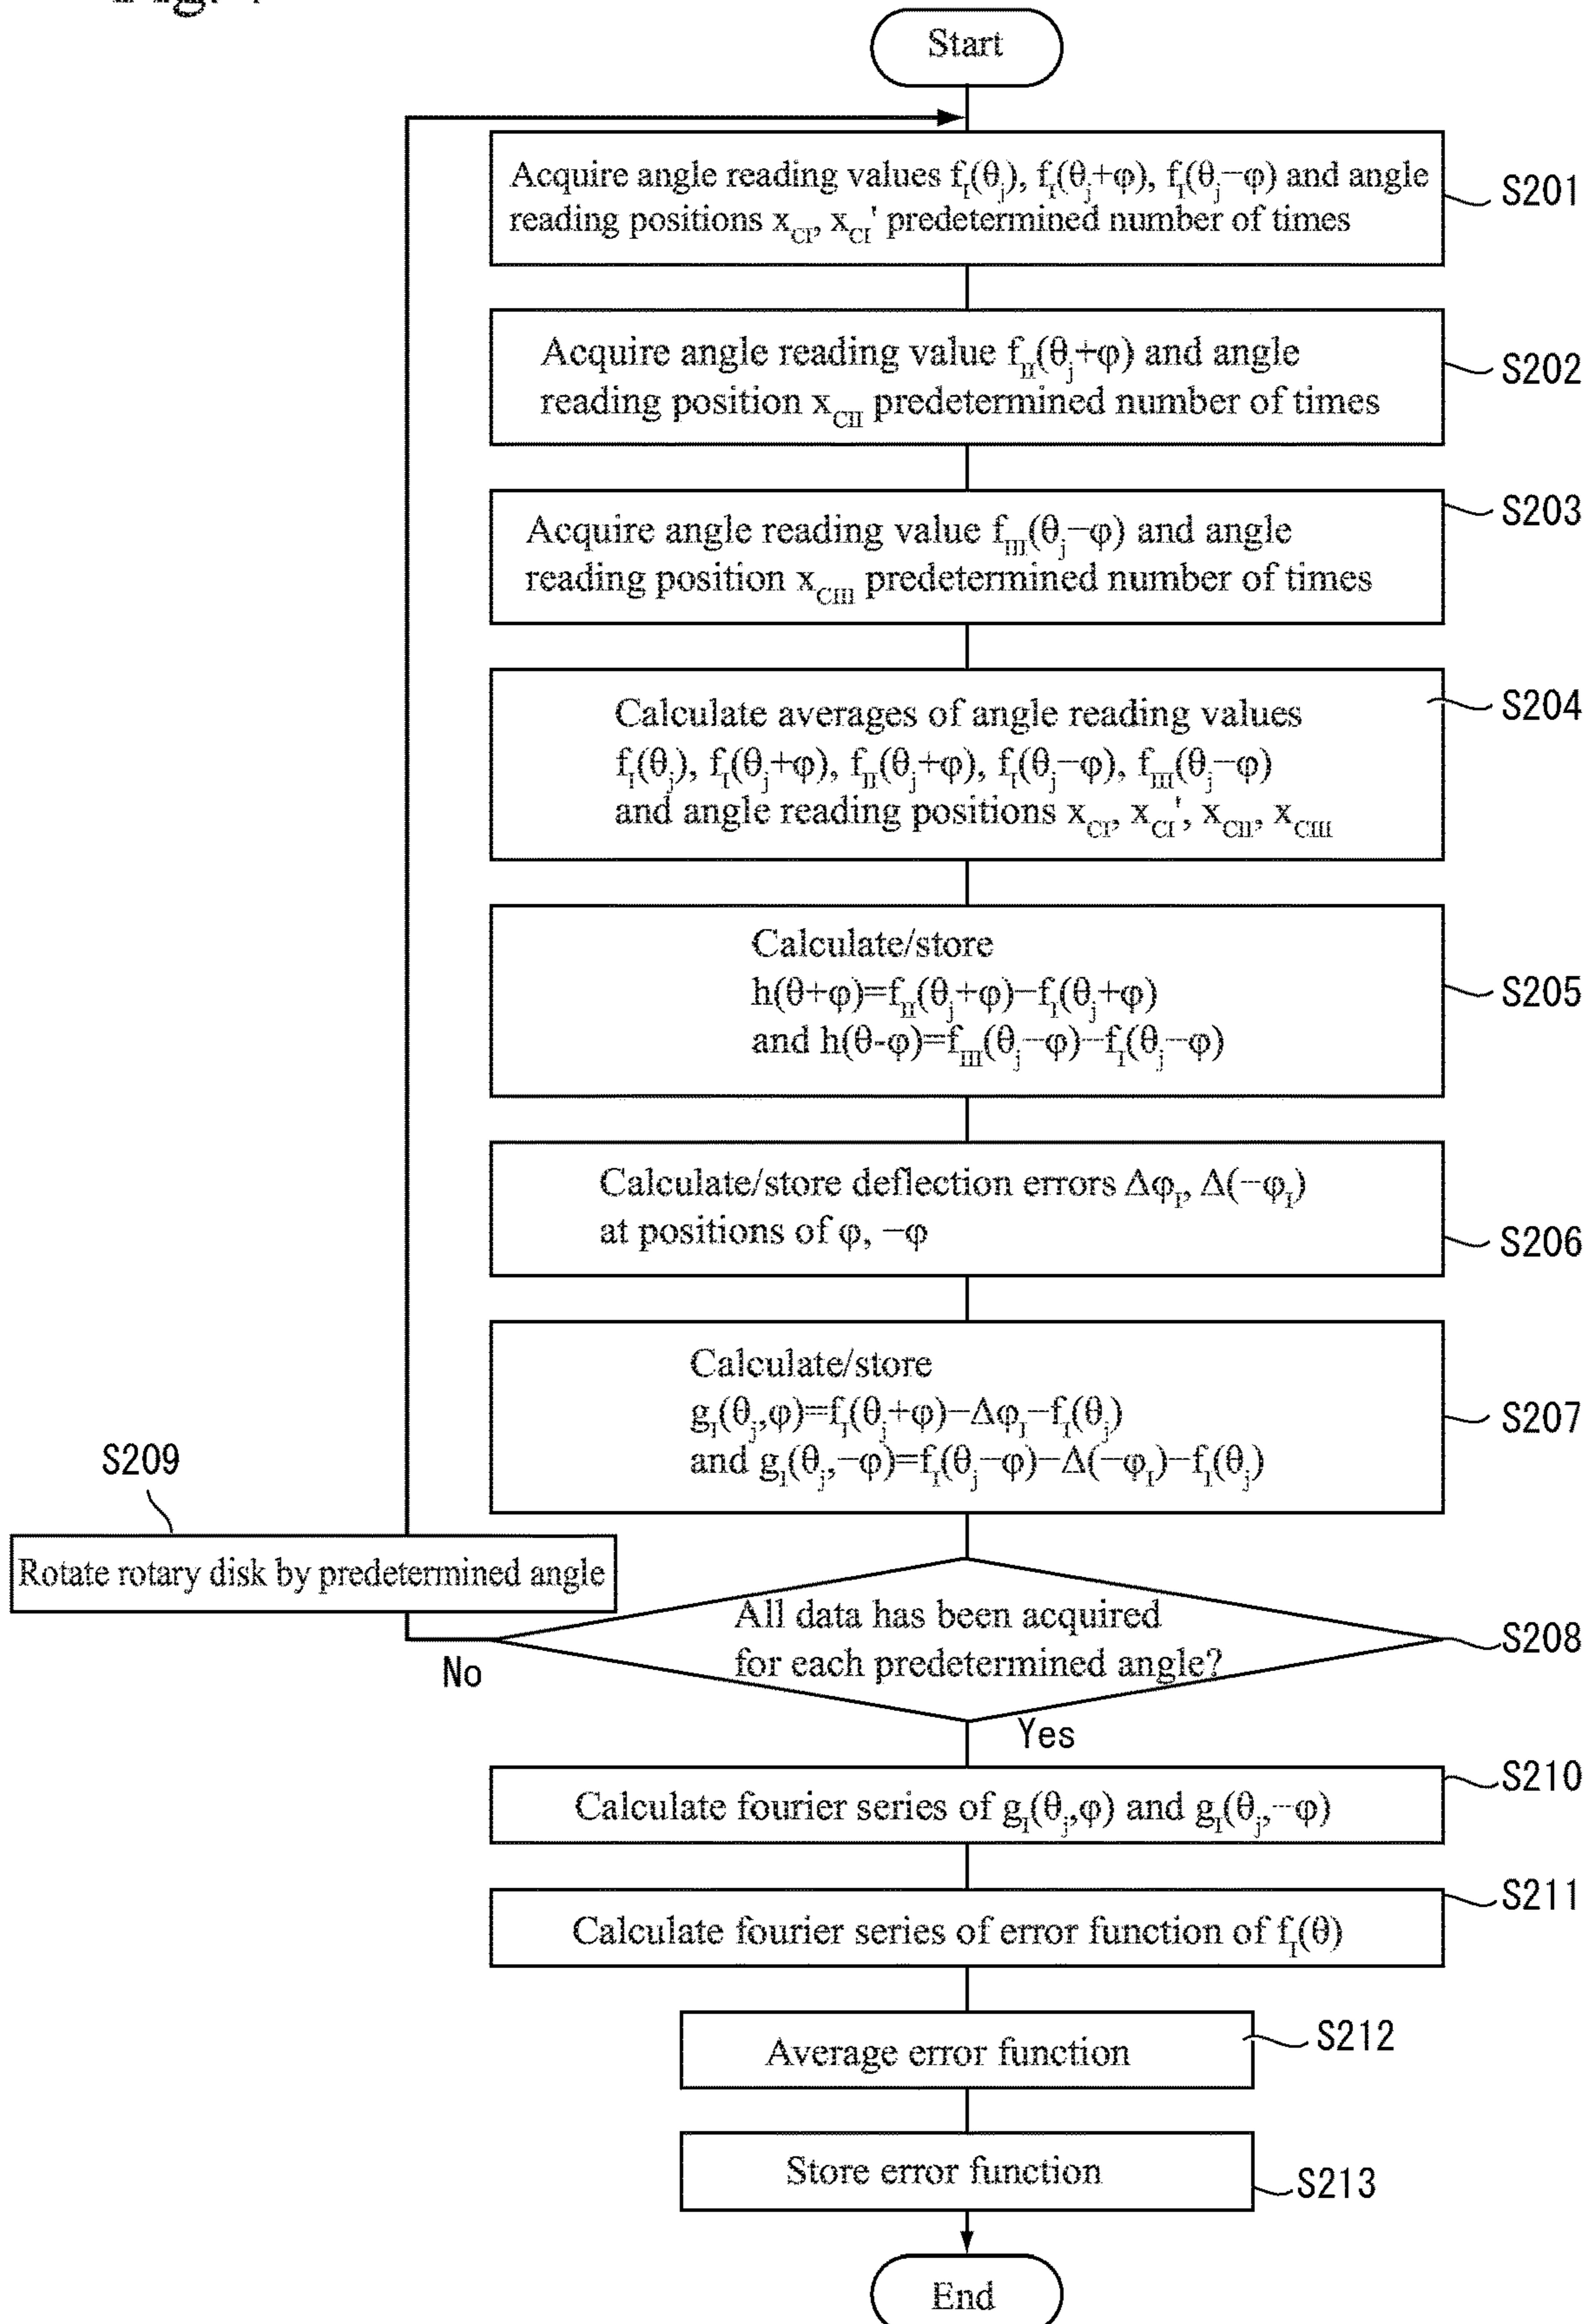 Start
Acquire angle reading values f_I(θ_j), f_I(θ_j+φ), f_I(θ_j−φ) and angle
reading positions x_CI, x_CI' predetermined number of times
S201
Acquire angle reading value f_II(θ_j+φ) and angle
reading position x_CII predetermined number of times
S202
Acquire angle reading value f_III(θ_j−φ) and angle
reading position x_CIII predetermined number of times
S203
Calculate averages of angle reading values
f_I(θ_j), f_I(θ_j+φ), f_II(θ_j+φ), f_I(θ_j−φ), f_III(θ_j−φ)
and angle reading positions x_CI, x_CI', x_CII, x_CIII
S204
Calculate/store
h(θ+φ)=f_II(θ_j+φ)−f_I(θ_j+φ)
and h(θ-φ)=f_III(θ_j−φ)−f_I(θ_j−φ)
S205
Calculate/store deflection errors Δφ_I, Δ(−φ_I)
at positions of φ, −φ
S206
Calculate/store
g_I(θ_j,φ)=f_I(θ_j+φ)−Δφ_I−f_I(θ_j)
and g_I(θ_j,−φ)=f_I(θ_j−φ)−Δ(−φ_I)−f_I(θ_j)
S207
S209
Rotate rotary disk by predetermined angle
All data has been acquired
for each predetermined angle?
S208
No
Yes
Calculate fourier series of g_I(θ_j,φ) and g_I(θ_j,−φ)
S210
Calculate fourier series of error function of f_I(θ)
S211
Average error function
S212
Store error function
S213
End